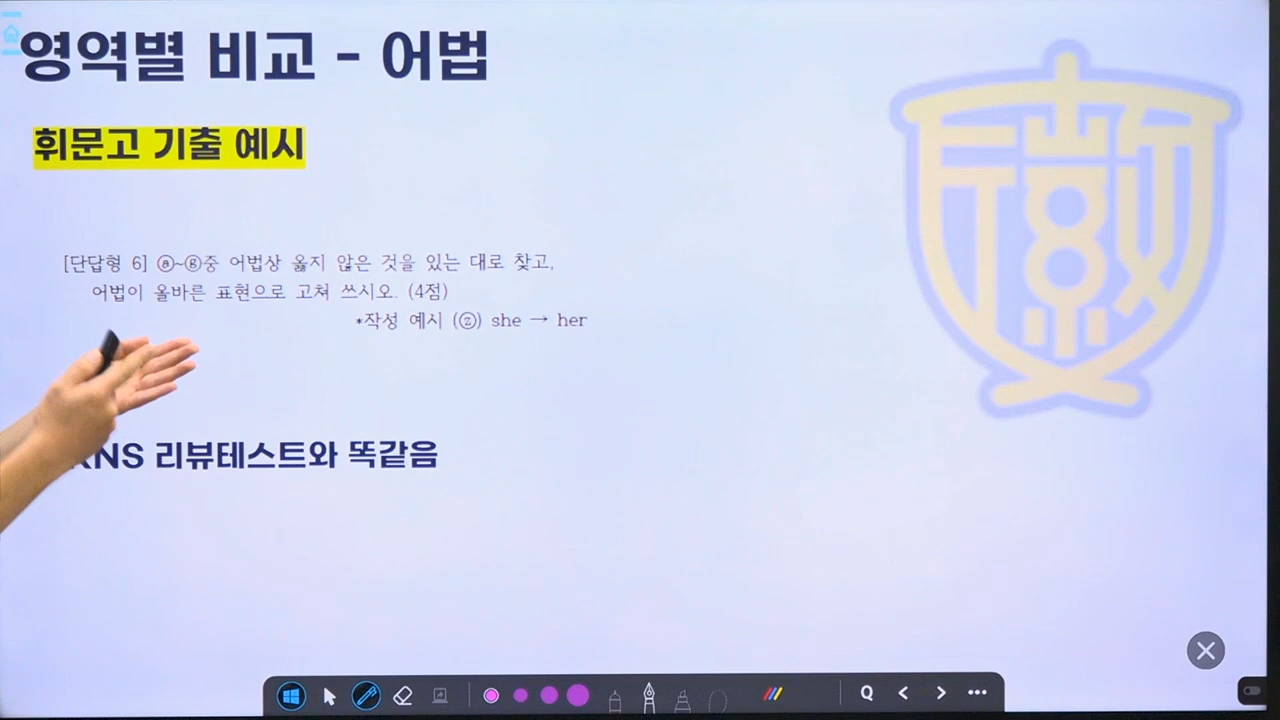 영역별 비교 - 어법
휘문고 기출 예시
[단답형 6] ⓐ~ⓖ중 어법상 옳지 않은 것을 있는 대로 찾고,
어법이 올바른 표현으로 고쳐 쓰시오. (4점)
*작성 예시 (ⓩ) she → her
리뷰테스트와 똑같음